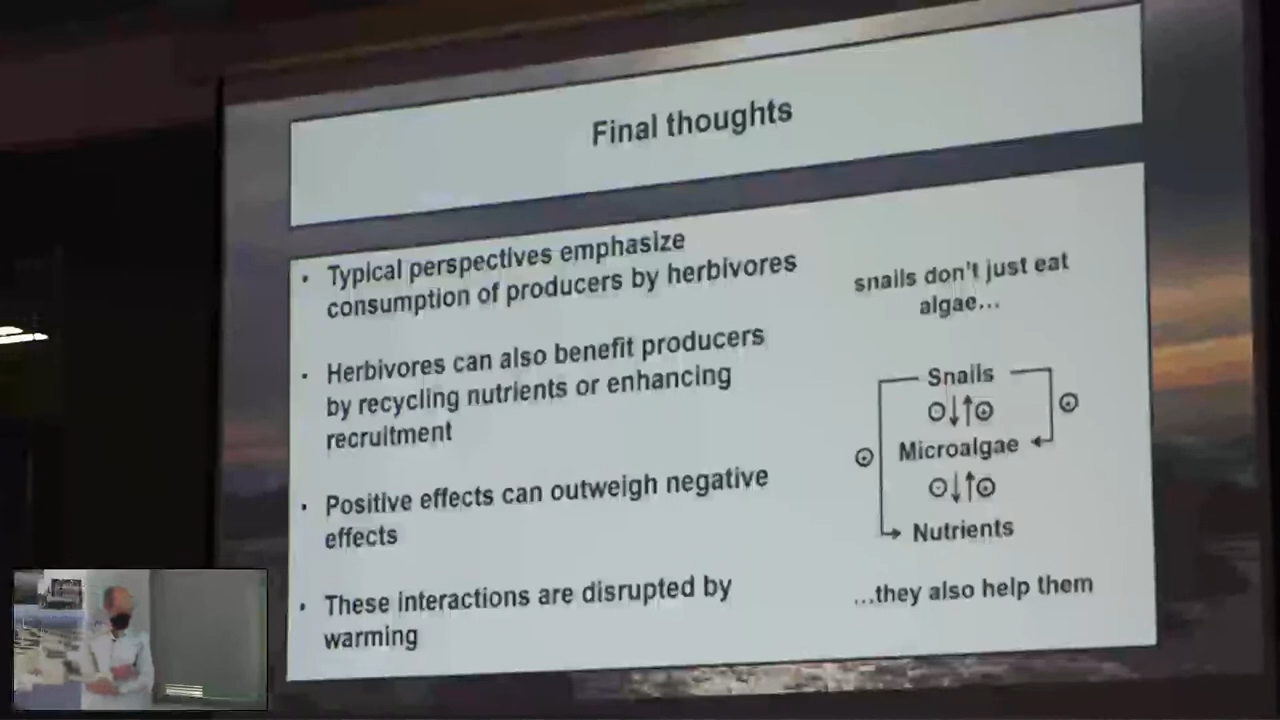 Final thoughts
• Typical perspectives emphasize
consumption of producers by herbivores
• Herbivores can also benefit producers
by recycling nutrients or enhancing
recruitment
• Positive effects can outweigh negative
effects
• These interactions are disrupted by
warming
snails don't just eat
algae...
Snails
Microalgae
Nutrients
...they also help them